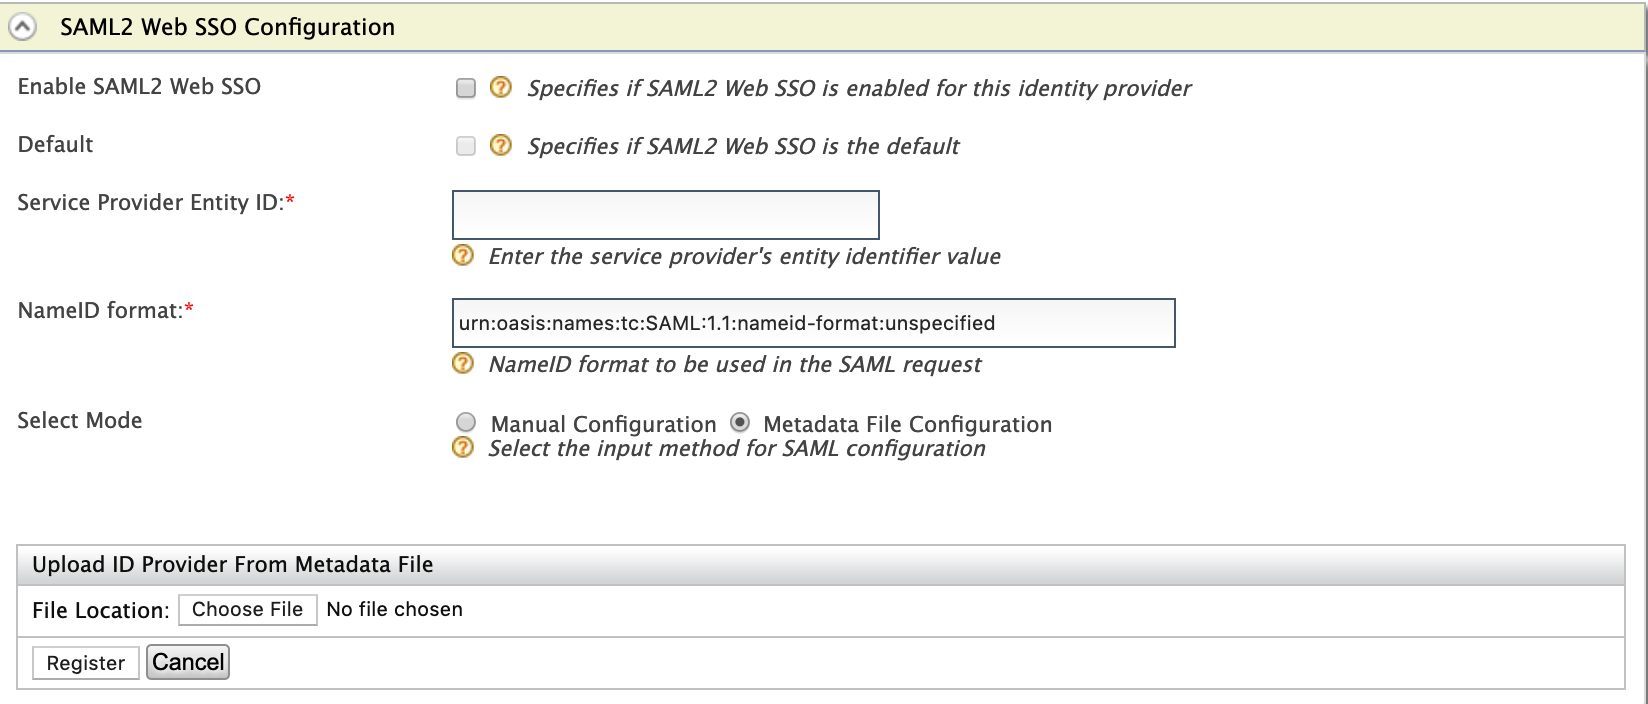 SAML2 Web SSO Configuration
Enable SAML2 Web SSO
? Specifies if SAML2 Web SSO is enabled for this identity provider
Default
? Specifies if SAML2 Web SSO is the default
Service Provider Entity ID:*
? Enter the service provider's entity identifier value
NameID format:*
urn:oasis:names:tc:SAML:1.1:nameid-format:unspecified
? NameID format to be used in the SAML request
Select Mode
Manual Configuration Metadata File Configuration
? Select the input method for SAML configuration
Upload ID Provider From Metadata File
File Location: Choose File No file chosen
Register Cancel